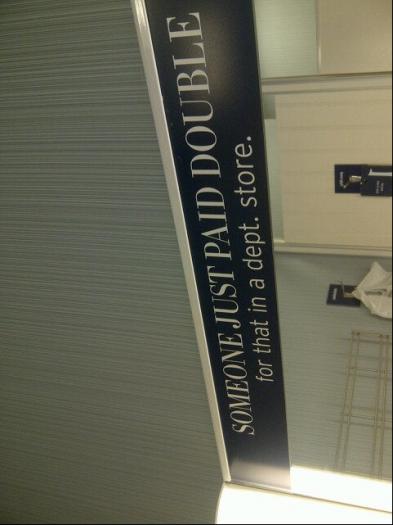 SOMEONE JUST PAID DOUBLE
for that in a dept. store.